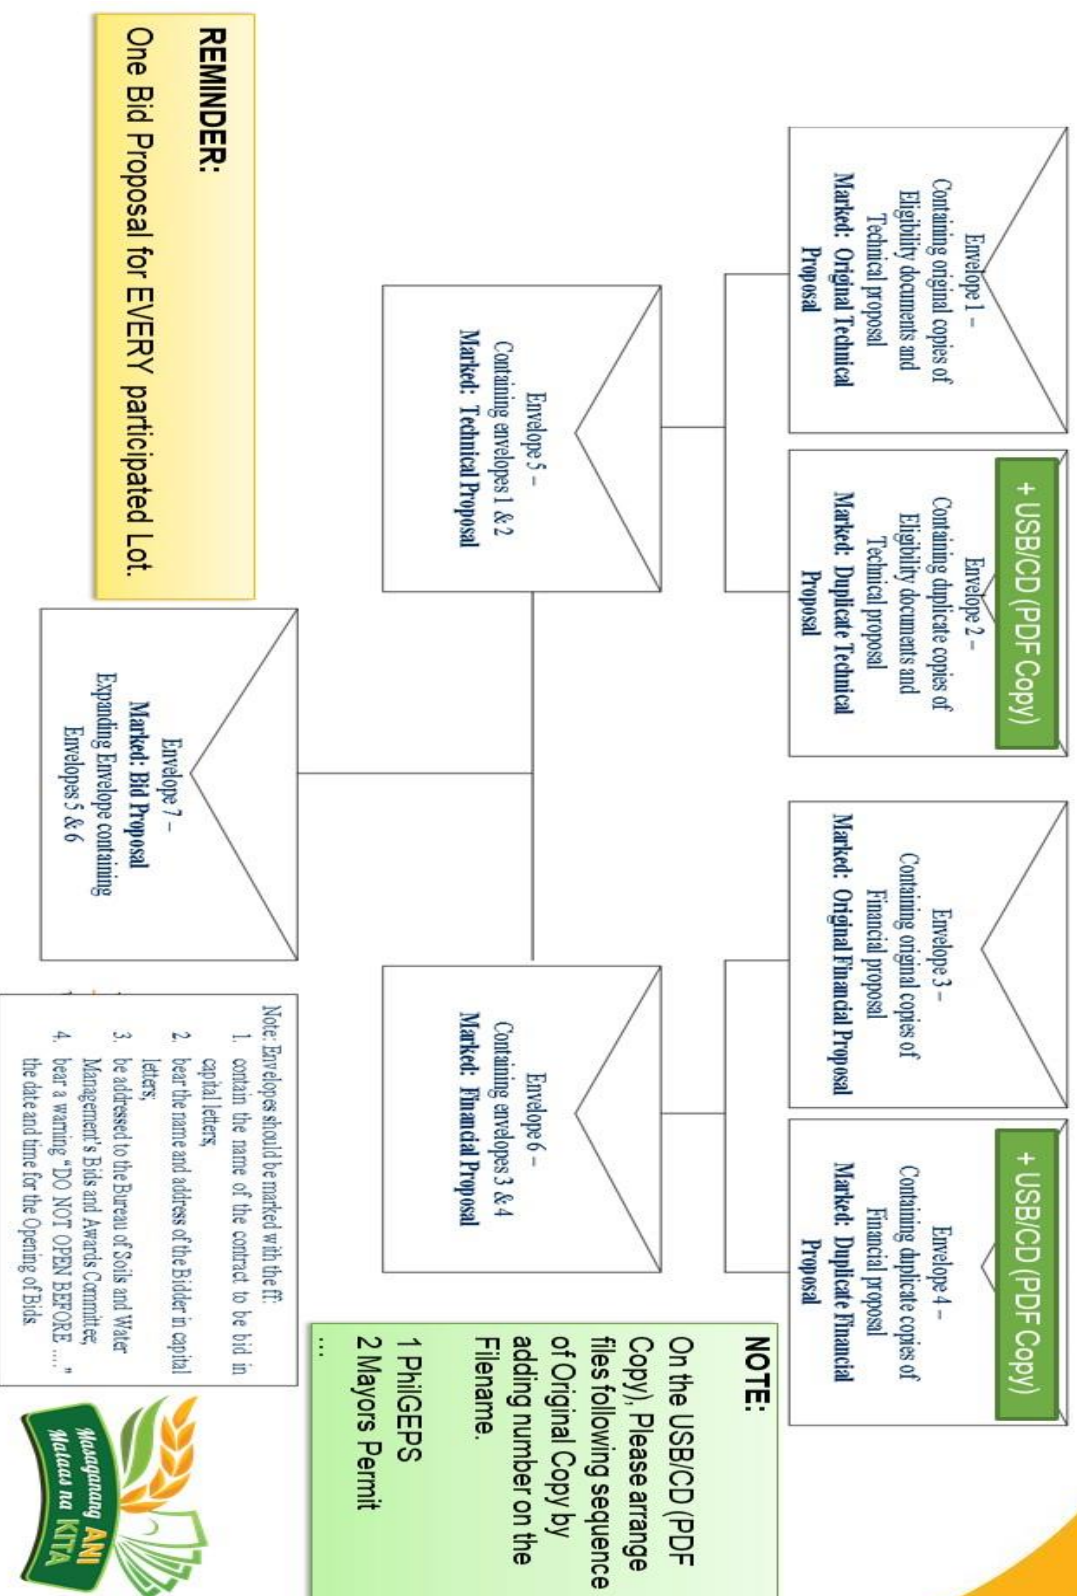 Envelope 1 –
Containing original copies of
Eligibility documents and
Technical proposal
Marked: Original Technical
Proposal
+ USB/CD (PDF Copy)
Envelope 2 –
Containing duplicate copies of
Eligibility documents and
Technical proposal
Marked: Duplicate Technical
Proposal
Envelope 3 –
Containing original copies of
Financial proposal
Marked: Original Financial Proposal
+ USB/CD (PDF Copy)
Envelope 4 –
Containing duplicate copies of
Financial proposal
Marked: Duplicate Financial
Proposal
Envelope 5 –
Containing envelopes 1 & 2
Marked: Technical Proposal
Envelope 6 –
Containing envelopes 3 & 4
Marked: Financial Proposal
NOTE:
On the USB/CD (PDF
Copy), Please arrange
files following sequence
of Original Copy by
adding number on the
Filename.
1 PhilGEPS
2 Mayors Permit
...
Envelope 7 –
Marked: Bid Proposal
Expanding Envelope containing
Envelopes 5 & 6
REMINDER:
One Bid Proposal for EVERY participated Lot.
Note: Envelopes should be marked with the ff:
1. contain the name of the contract to be bid in
capital letters;
2. bear the name and address of the Bidder in capital
letters;
3. be addressed to the Bureau of Soils and Water
Management's Bids and Awards Committee;
4. bear a warning "DO NOT OPEN BEFORE .... "
the date and time for the Opening of Bids.
Masaganang ANI
Mataas na KITA